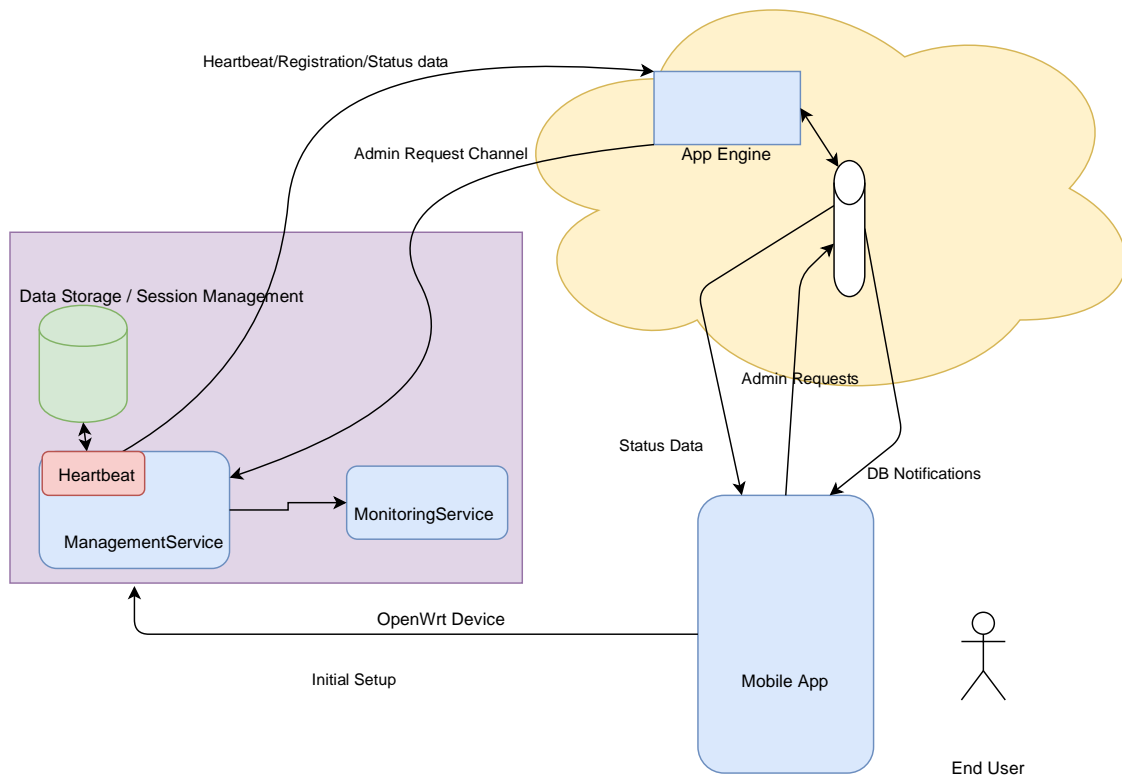 Heartbeat/Registration/Status data
Admin Request Channel
App Engine
Data Storage / Session Management
Admin Requests
Status Data
DB Notifications
Heartbeat
MonitoringService
ManagementService
OpenWrt Device
Initial Setup
Mobile App
End User